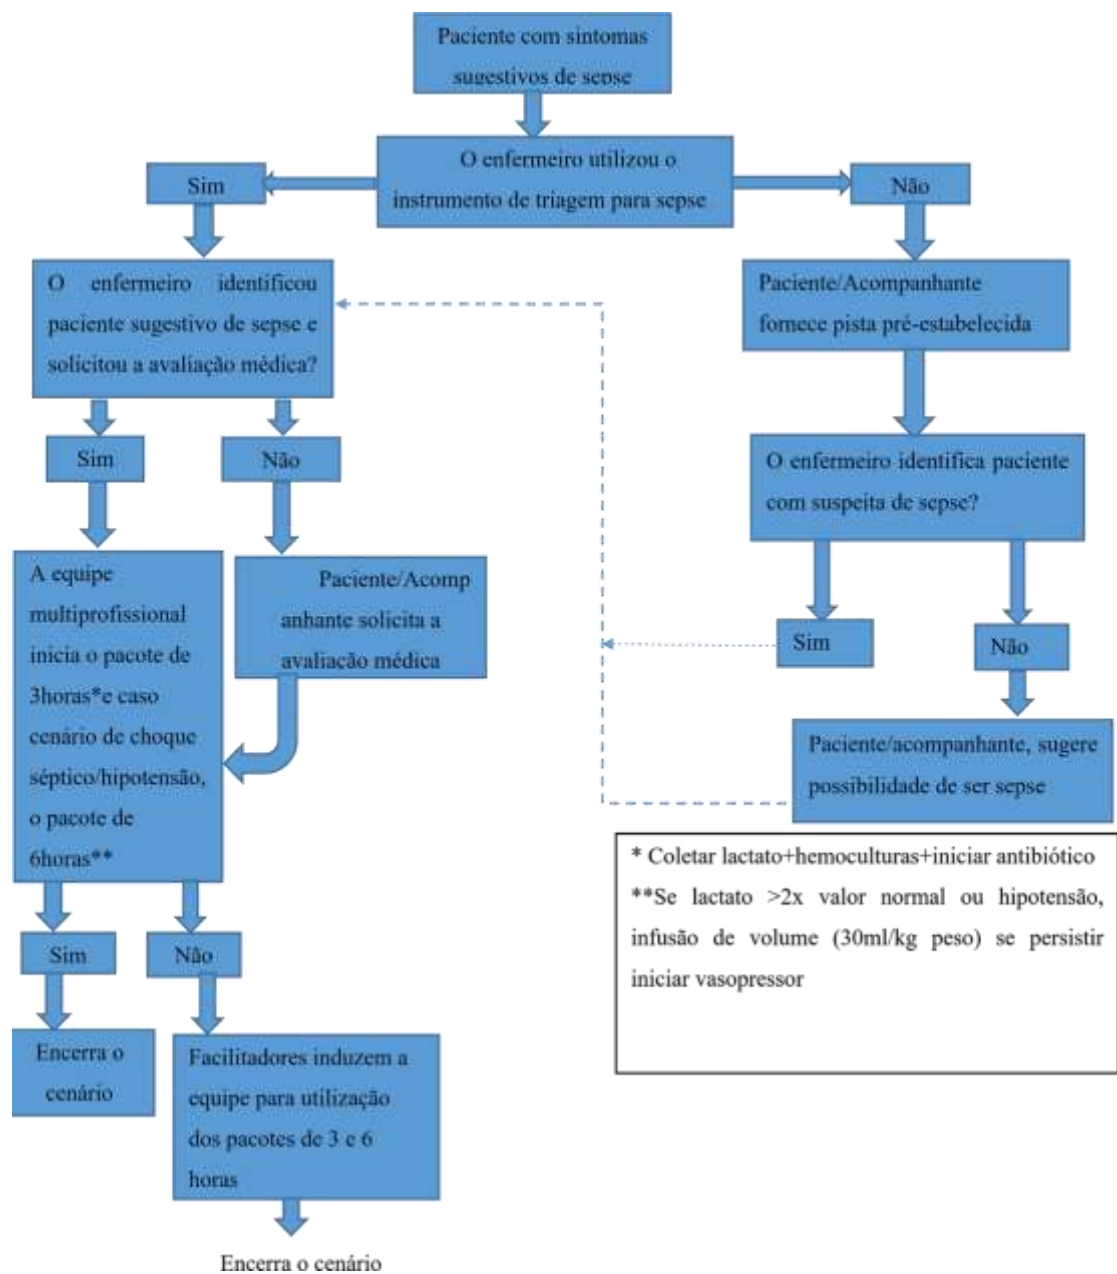 Paciente com sintomas
sugestivos de sepse
O enfermeiro utilizou o
instrumento de triagem para sepse
Sim
Não
O enfermeiro identificou
paciente sugestivo de sepse e
solicitou a avaliação médica?
Paciente/Acompanhante
fornece pista pré-estabelecida
Sim
Não
O enfermeiro identifica paciente
com suspeita de sepse?
A equipe
multiprofissional
inicia o pacote de
3horas*e caso
cenário de choque
séptico/hipotensão,
o pacote de
6horas**
Paciente/Acomp
anhante solicita a
avaliação médica
Sim
Não
Paciente/acompanhante, sugere
possibilidade de ser sepse
* Coletar lactato+hemoculturas+iniciar antibiótico
**Se lactato >2x valor normal ou hipotensão,
infusão de volume (30ml/kg peso) se persistir
iniciar vasopressor
Sim
Não
Encerra o
cenário
Facilitadores induzem a
equipe para utilização
dos pacotes de 3 e 6
horas
Encerra o cenário